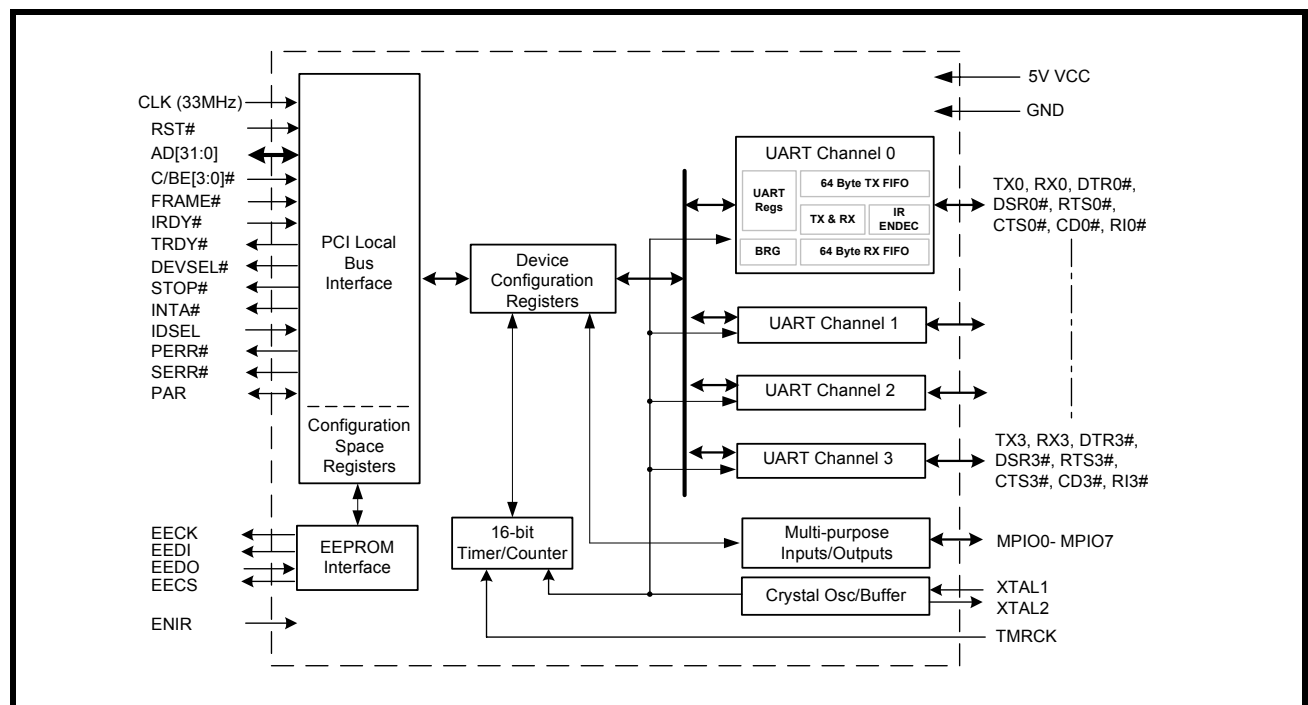 CLK (33MHz)
RST#
AD[31:0]
C/BE[3:0]#
FRAME#
IRDY#
TRDY#
DEVSEL#
STOP#
INTA#
IDSEL
PERR#
SERR#
PAR
EECK
EEDI
EEDO
EECS
ENIR
PCI Local
Bus
Interface
Configuration
Space
Registers
EEPROM
Interface
Device
Configuration
Registers
16-bit
Timer/Counter
UART Channel 0
UART
Regs
64 Byte TX FIFO
TX & RX
IR
ENDEC
BRG
64 Byte RX FIFO
UART Channel 1
UART Channel 2
UART Channel 3
Multi-purpose
Inputs/Outputs
Crystal Osc/Buffer
5V VCC
GND
TX0, RX0, DTR0#,
DSR0#, RTS0#,
CTS0#, CD0#, RI0#
TX3, RX3, DTR3#,
DSR3#, RTS3#,
CTS3#, CD3#, RI3#
MPIO0- MPIO7
XTAL1
XTAL2
TMRCK